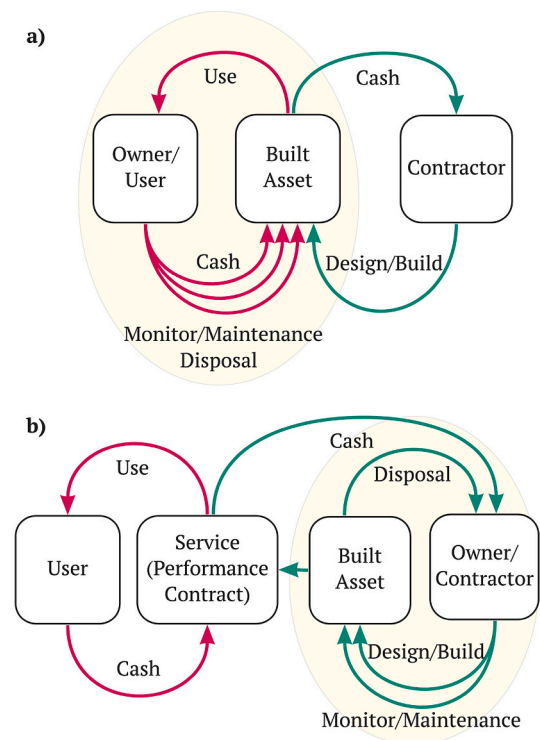 a)
Use
Cash
Owner/
User
Built
Asset
Contractor
Cash
Design/Build
Monitor/Maintenance
Disposal
b)
Cash
Use
Disposal
User
Service
(Performance
Contract)
Built
Asset
Owner/
Contractor
Cash
Design/Build
Monitor/Maintenance